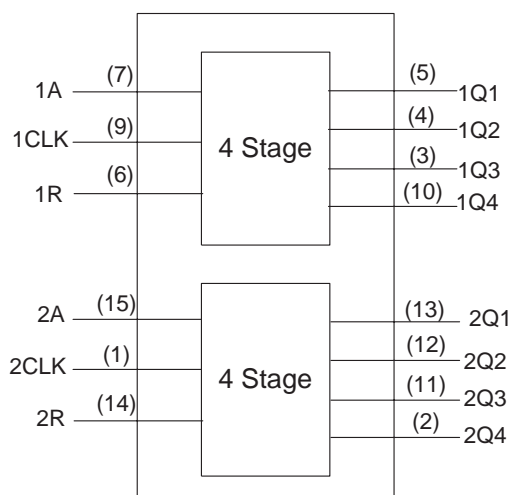 (7) (5)
1A 1Q1
(9) (4)
1CLK 1Q2
4 Stage
(6) (3)
1R 1Q3
(10)
1Q4
(15) (13)
2A 2Q1
(1) (12)
2CLK 2Q2
4 Stage
(14) (11)
2R 2Q3
(2)
2Q4